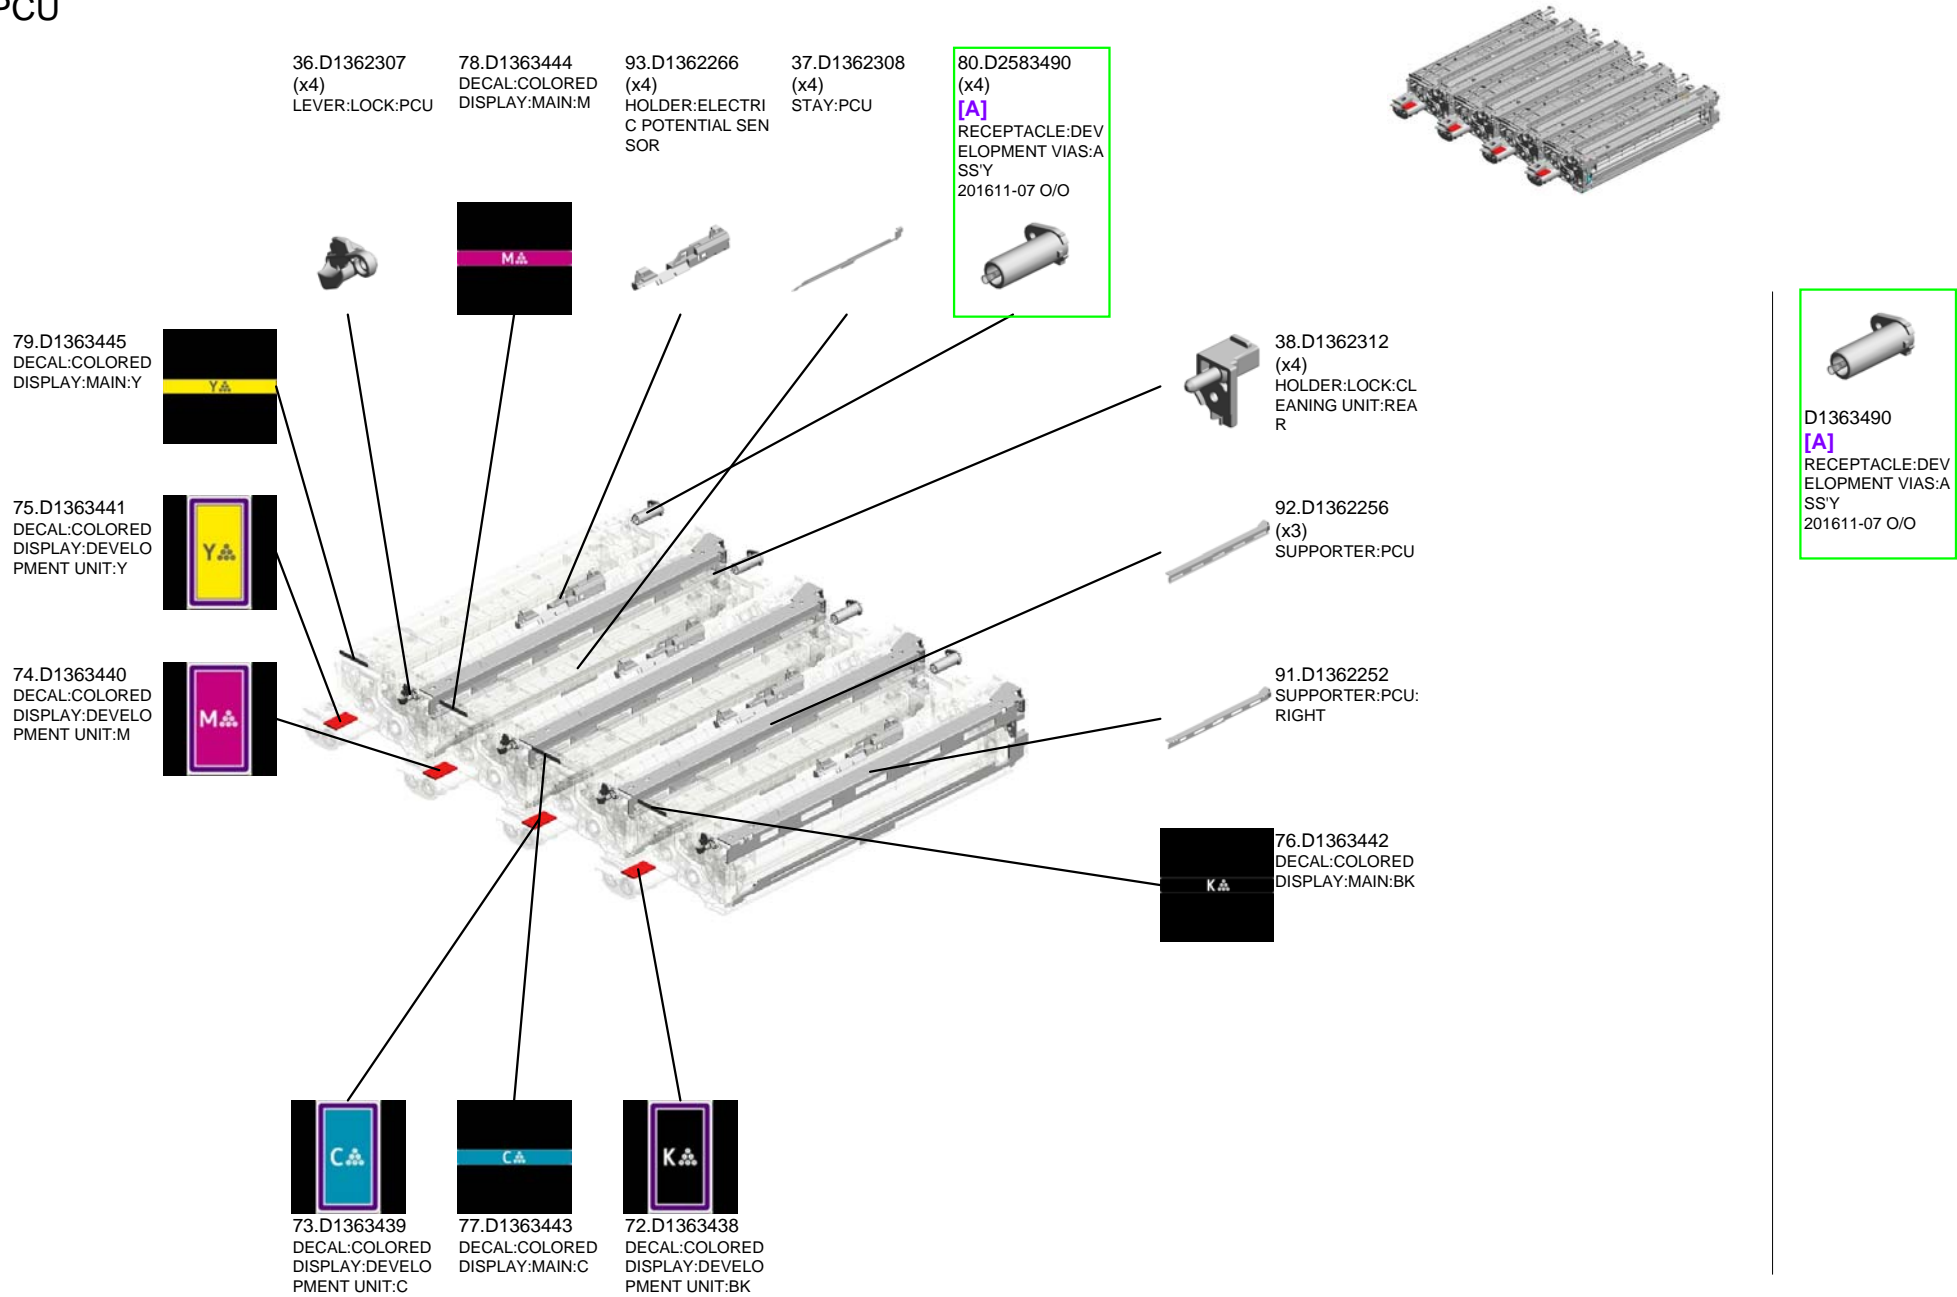 PCU
36.D1362307
(x4)
LEVER:LOCK:PCU
78.D1363444
DECAL:COLORED
DISPLAY:MAIN:M
93.D1362266
(x4)
HOLDER:ELECTRI
C POTENTIAL SEN
SOR
37.D1362308
(x4)
STAY:PCU
80.D2583490
(x4)
[A]
RECEPTACLE:DEV
ELOPMENT VIAS:A
SS'Y
201611-07 O/O
M
79.D1363445
DECAL:COLORED
DISPLAY:MAIN:Y
Y
38.D1362312
(x4)
HOLDER:LOCK:CL
EANING UNIT:REA
R
D1363490
[A]
RECEPTACLE:DEV
ELOPMENT VIAS:A
SS'Y
201611-07 O/O
75.D1363441
DECAL:COLORED
DISPLAY:DEVELO
PMENT UNIT:Y
Y
92.D1362256
(x3)
SUPPORTER:PCU
74.D1363440
DECAL:COLORED
DISPLAY:DEVELO
PMENT UNIT:M
M
91.D1362252
SUPPORTER:PCU:
RIGHT
76.D1363442
DECAL:COLORED
DISPLAY:MAIN:BK
K
C
73.D1363439
DECAL:COLORED
DISPLAY:DEVELO
PMENT UNIT:C
C
77.D1363443
DECAL:COLORED
DISPLAY:MAIN:C
K
72.D1363438
DECAL:COLORED
DISPLAY:DEVELO
PMENT UNIT:BK